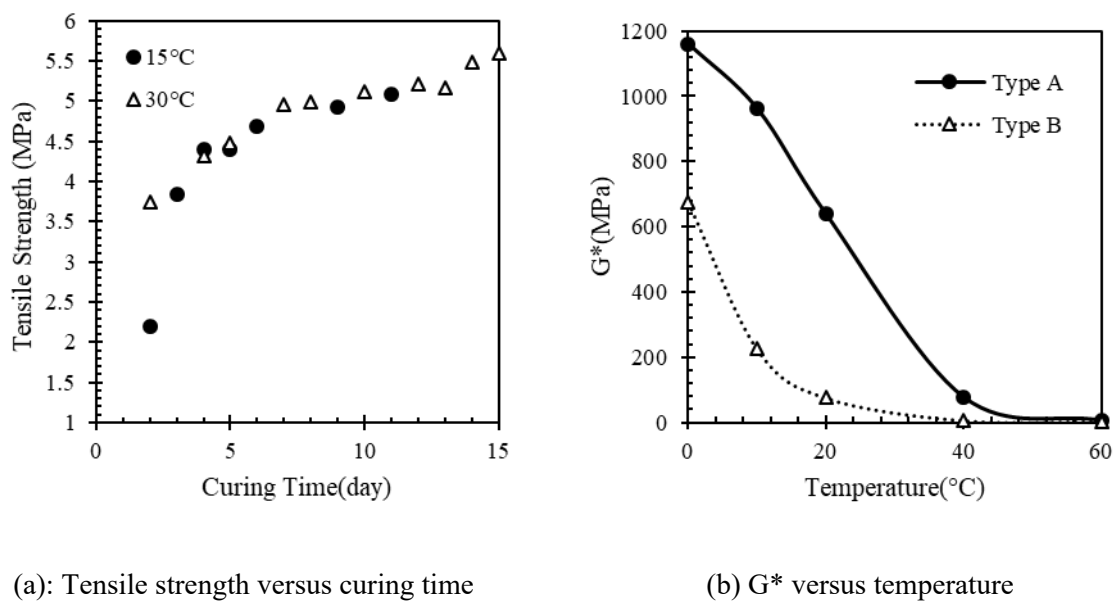 6
5.5
5
4.5
4
3.5
3
2.5
2
1.5
1
0 5 10 15
Tensile Strength (MPa)
Curing Time(day)
15°C
30°C
1200
1000
800
600
400
200
0
0 20 40 60
G*(MPa)
Temperature(°C)
Type A
Type B
(a): Tensile strength versus curing time
(b) G* versus temperature